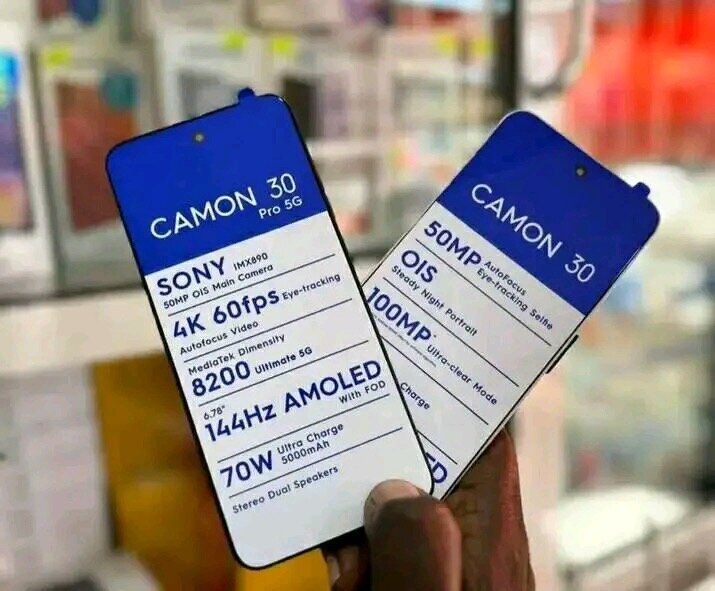 CAMON 30
Pro 5G
SONY IMX890
50MP OIS Main Camera
4K 60fps Eye-tracking
Autofocus Video
MediaTek Dimensity
8200 Ultimate 5G
6.78"
144Hz AMOLED
With FOD
70W Ultra Charge
5000mAh
Stereo Dual Speakers
CAMON 30
50MP AutoFocus
Eye-tracking Selfie
OIS
Steady Night Portrait
100MP* Ultra-clear Mode
Charge